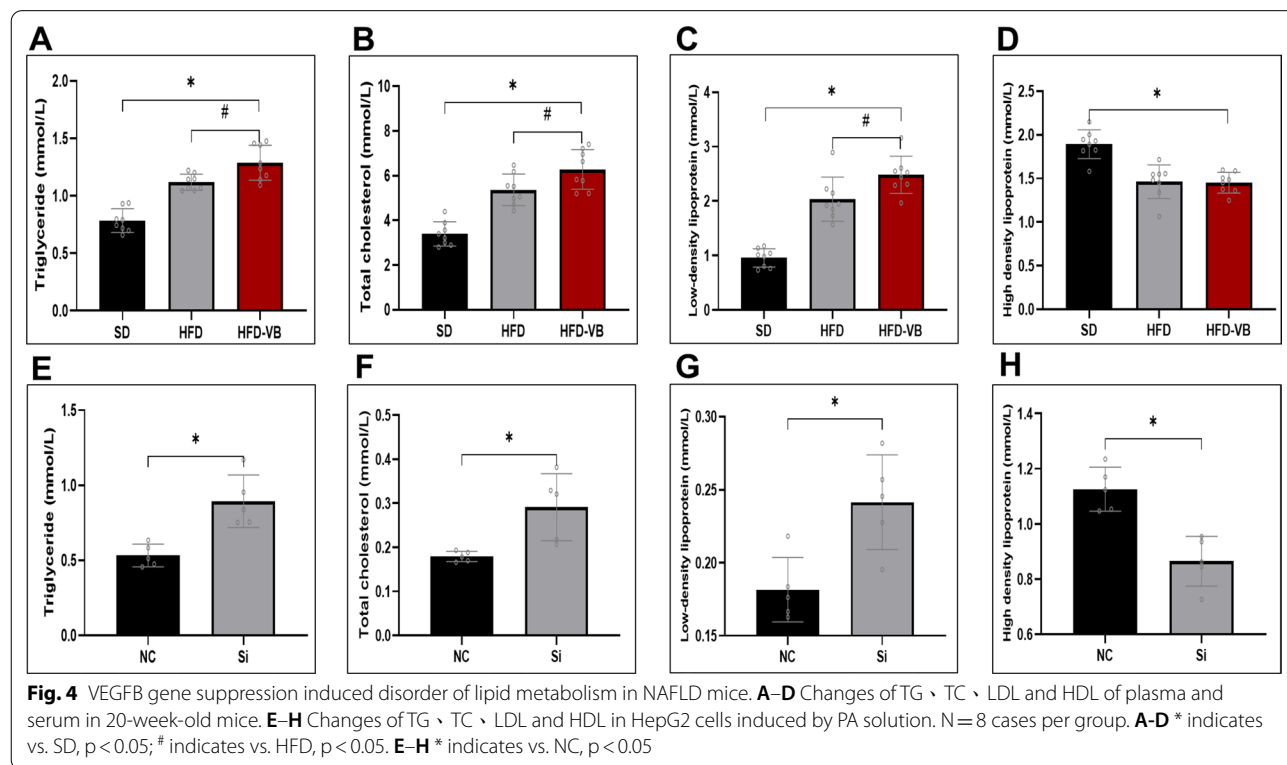 A
Triglyceride (mmol/L)
2.0
1.5
1.0
0.5
0.0
*
#
SD
HFD
HFD-VB
B
Total cholesterol (mmol/L)
10
8
6
4
2
0
*
#
SD
HFD
HFD-VB
C
Low-density lipoprotein (mmol/L)
4
3
2
1
0
*
#
SD
HFD
HFD-VB
D
High density lipoprotein (mmol/L)
2.5
2.0
1.5
1.0
0.5
0.0
*
SD
HFD
HFD-VB
E
Triglyceride (mmol/L)
1.5
1.0
0.5
0.0
*
NC
Si
F
Total cholesterol (mmol/L)
0.5
0.4
0.3
0.2
0.1
0.0
*
NC
Si
G
Low-density lipoprotein (mmol/L)
0.30
0.25
0.20
0.15
*
NC
Si
H
High density lipoprotein (mmol/L)
1.4
1.2
1.0
0.8
0.6
*
NC
Si
Fig. 4 VEGFB gene suppression induced disorder of lipid metabolism in NAFLD mice. A–D Changes of TG、TC、LDL and HDL of plasma and
serum in 20-week-old mice. E–H Changes of TG、TC、LDL and HDL in HepG2 cells induced by PA solution. N = 8 cases per group. A-D * indicates
vs. SD, p < 0.05; # indicates vs. HFD, p < 0.05. E–H * indicates vs. NC, p < 0.05